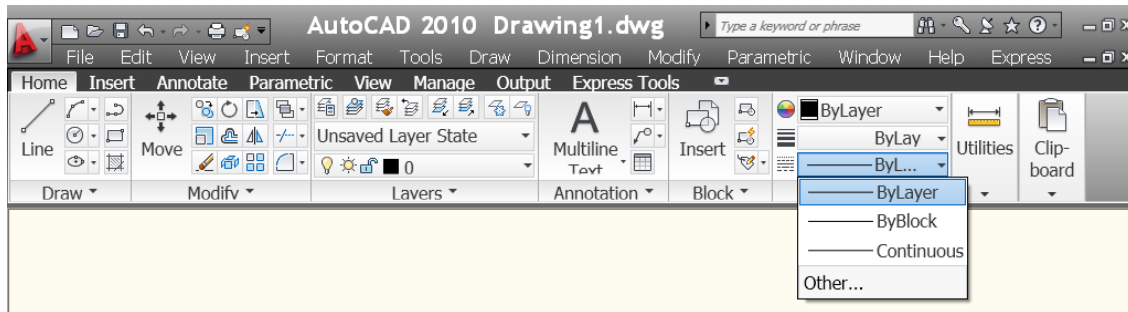 AutoCAD 2010 Drawing1.dwg Type a keyword or phrase
File Edit View Insert Format Tools Draw Dimension Modify Parametric Window Help Express
Home Insert Annotate Parametric View Manage Output Express Tools
Line Move Unsaved Layer State 0 Multiline Text Insert ByLayer ByLay ByL... Utilities Clip-board
Draw Modify Layers Annotation Block
ByLayer
ByBlock
Continuous
Other...